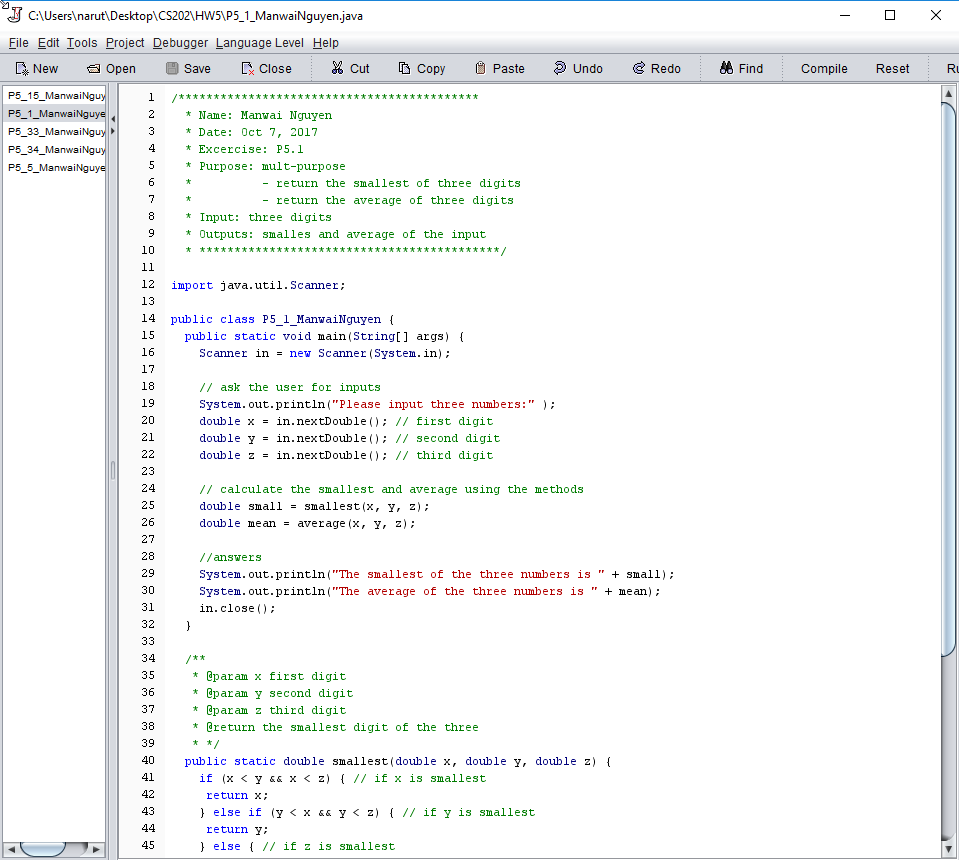 C:\Users\narut\Desktop\CS202\HW5\P5_1_ManwaiNguyen.java
File Edit Tools Project Debugger Language Level Help
New Open Save Close Cut Copy Paste Undo Redo Find Compile Reset Ru
P5_15_ManwaiNguy
P5_1_ManwaiNguye
P5_33_ManwaiNguy
P5_34_ManwaiNguy
P5_5_ManwaiNguye
1 /*******************************************
2 * Name: Manwai Nguyen
3 * Date: Oct 7, 2017
4 * Excercise: P5.1
5 * Purpose: mult-purpose
6 * - return the smallest of three digits
7 * - return the average of three digits
8 * Input: three digits
9 * Outputs: smalles and average of the input
10 * *******************************************/
11
12 import java.util.Scanner;
13
14 public class P5_1_ManwaiNguyen {
15 public static void main(String[] args) {
16 Scanner in = new Scanner(System.in);
17
18 // ask the user for inputs
19 System.out.println("Please input three numbers:" );
20 double x = in.nextDouble(); // first digit
21 double y = in.nextDouble(); // second digit
22 double z = in.nextDouble(); // third digit
23
24 // calculate the smallest and average using the methods
25 double small = smallest(x, y, z);
26 double mean = average(x, y, z);
27
28 //answers
29 System.out.println("The smallest of the three numbers is " + small);
30 System.out.println("The average of the three numbers is " + mean);
31 in.close();
32 }
33
34 /**
35 * @param x first digit
36 * @param y second digit
37 * @param z third digit
38 * @return the smallest digit of the three
39 * */
40 public static double smallest(double x, double y, double z) {
41 if (x < y && x < z) { // if x is smallest
42 return x;
43 } else if (y < x && y < z) { // if y is smallest
44 return y;
45 } else { // if z is smallest